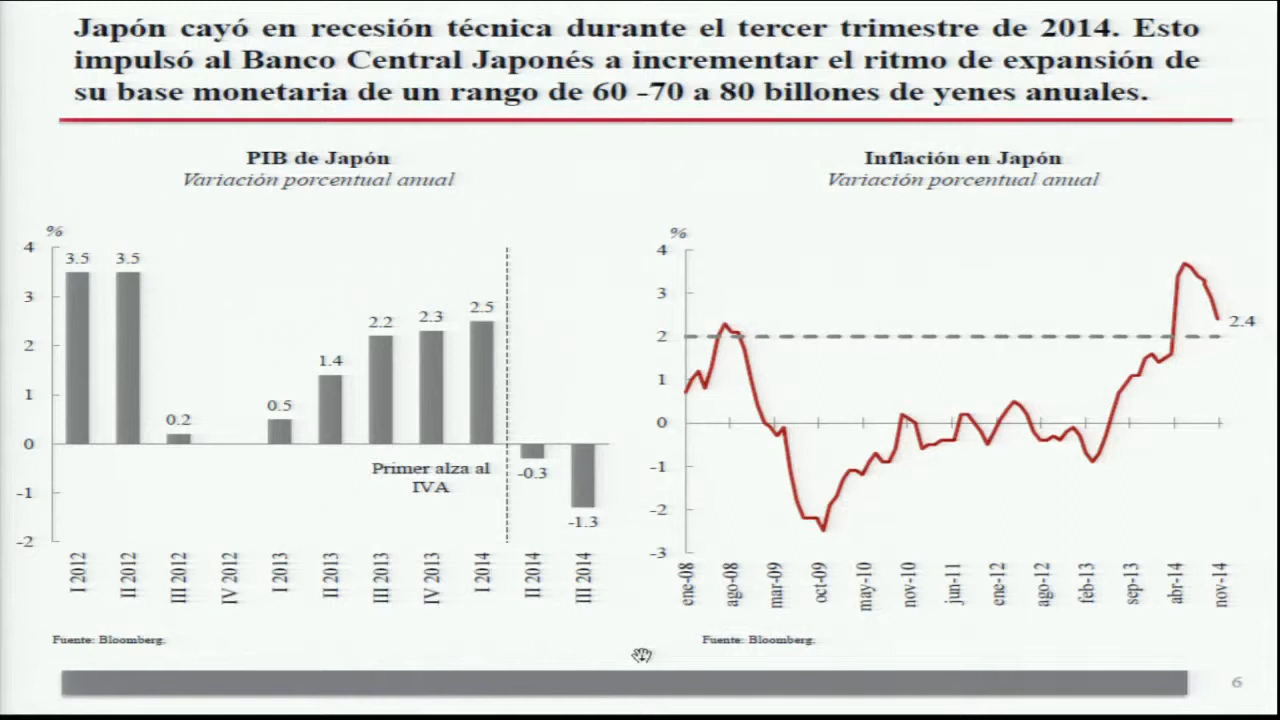 Japón cayó en recesión técnica durante el tercer trimestre de 2014. Esto
impulsó al Banco Central Japonés a incrementar el ritmo de expansión de
su base monetaria de un rango de 60 -70 a 80 billones de yenes anuales.
PIB de Japón
Variación porcentual anual
%
4
3
2
1
0
-1
-2
3.5
3.5
0.2
0.5
1.4
2.2
2.3
2.5
-0.3
-1.3
Primer alza al
IVA
I 2012
II 2012
III 2012
IV 2012
I 2013
II 2013
III 2013
IV 2013
I 2014
II 2014
III 2014
Fuente: Bloomberg.
Inflación en Japón
Variación porcentual anual
%
4
3
2
1
0
-1
-2
-3
2.4
ene-08
ago-08
mar-09
oct-09
may-10
nov-10
jun-11
ene-12
ago-12
feb-13
sep-13
abr-14
nov-14
Fuente: Bloomberg.
6